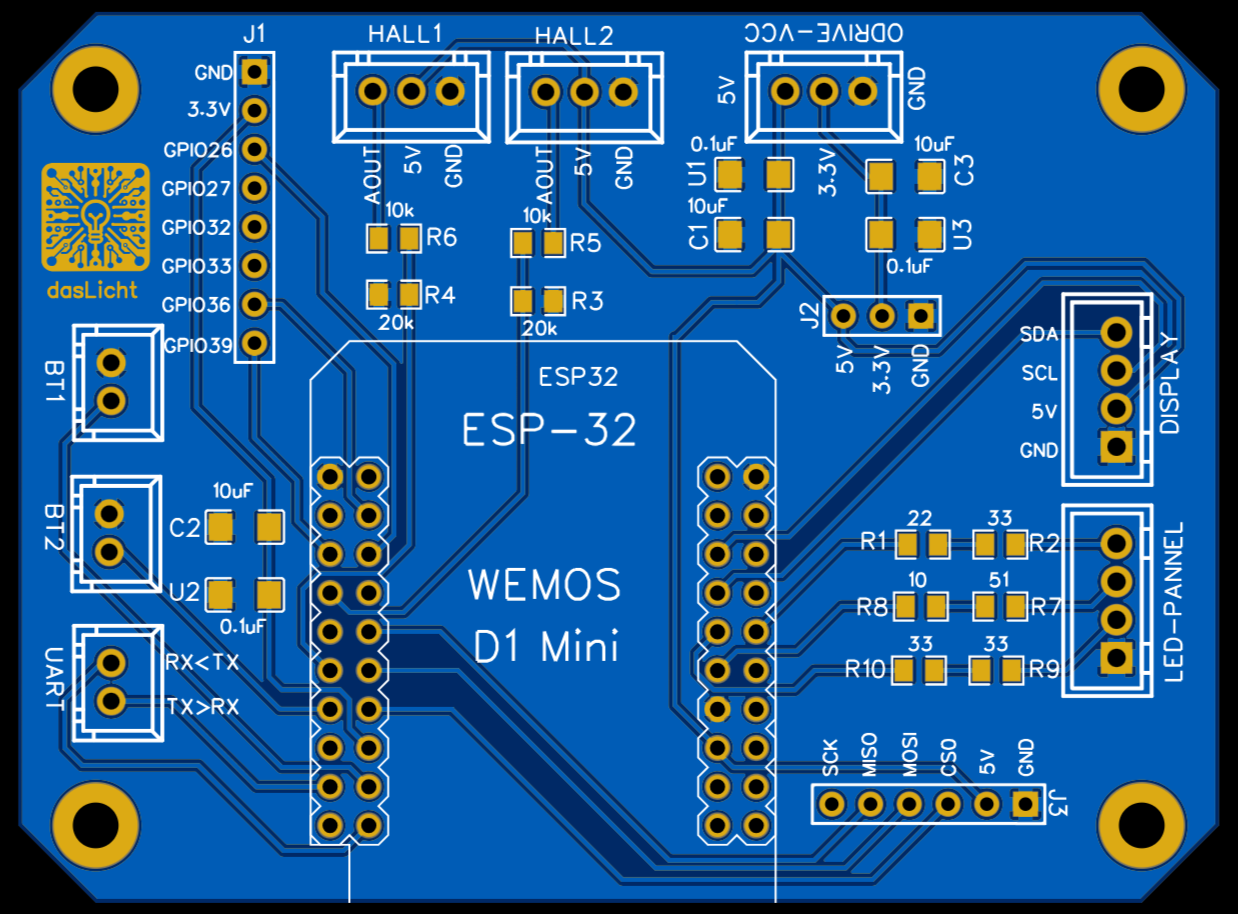 J1
HALL1
HALL2
ODRIVE-VCC
GND
3.3V
GPIO26
GPIO27
GPIO32
GPIO33
GPIO36
GPIO39
AOUT
5V
GND
AOUT
5V
GND
5V
3.3V
GND
0.1uF
U1
10uF
C1
10uF
C3
U3
0.1uF
10k
R6
R4
20k
10k
R5
R3
20k
dasLicht
J2
5V
3.3V
GND
SDA
SCL
5V
GND
DISPLAY
BT1
BT2
UART
RX<TX
TX>RX
10uF
C2
U2
0.1uF
ESP32
ESP-32
WEMOS
D1 Mini
R1
22
33
R2
R8
10
51
R7
R10
33
33
R9
LED-PANNEL
SCK
MISO
MOSI
CS0
5V
GND
J3